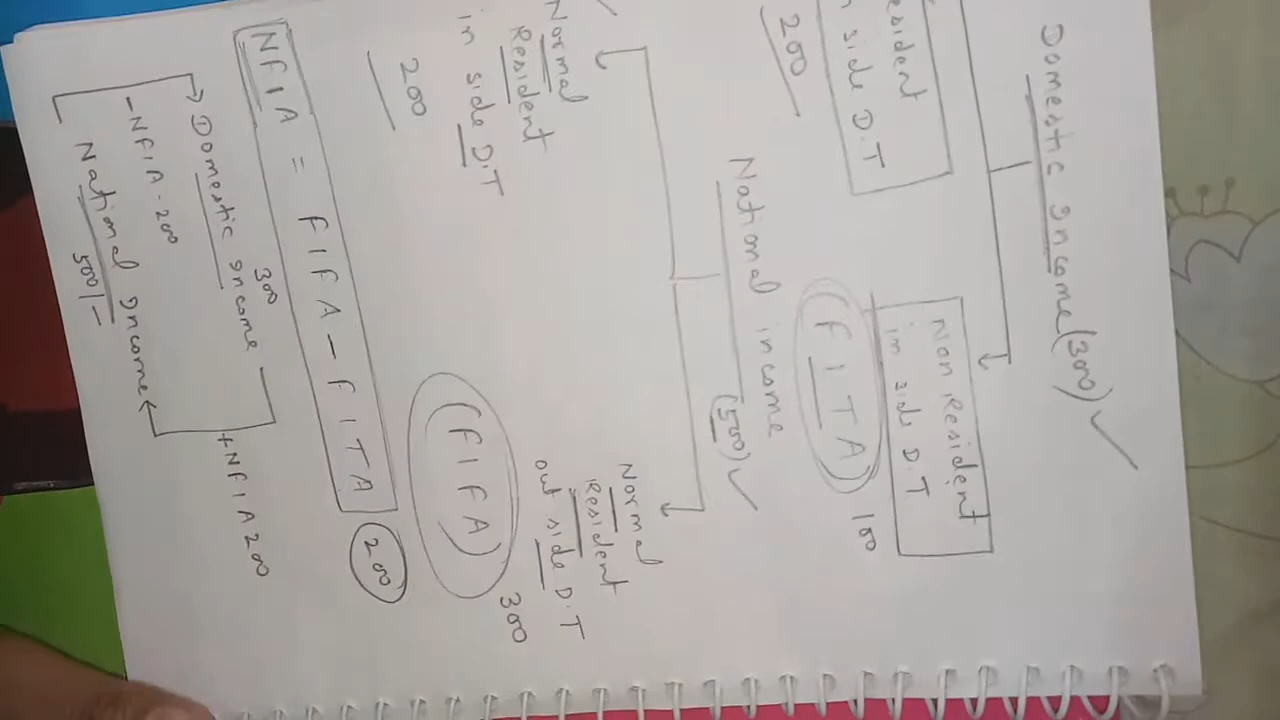 Domestic Income (300) ✓
esident
n side D.T
200
Non Resident
in side D.T
(FITA) 100
National income
(500) ✓
Normal
Resident
in side D.T
200
Normal
Resident
out side D.T
(FIFA) 300
NFIA = FIFA - FITA
200
Domestic Income
300
- NFIA - 200
+ NFIA 200
National Income
500/=